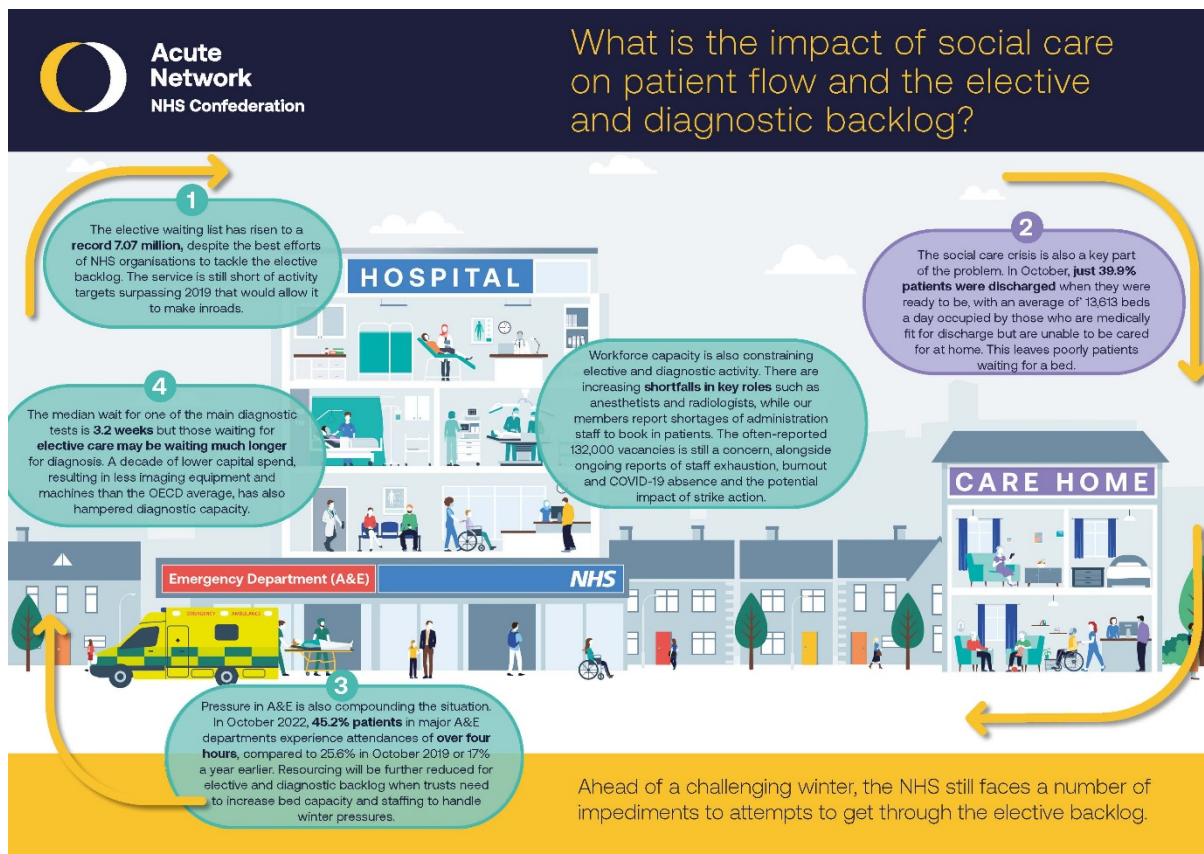 Acute
Network
NHS Confederation
What is the impact of social care
on patient flow and the elective
and diagnostic backlog?
1
The elective waiting list has risen to a
record 7.07 million, despite the best efforts
of NHS organisations to tackle the elective
backlog. The service is still short of activity
targets surpassing 2019 that would allow it
to make inroads.
2
The social care crisis is also a key part
of the problem. In October, just 39.9%
patients were discharged when they were
ready to be, with an average of' 13,613 beds
a day occupied by those who are medically
fit for discharge but are unable to be cared
for at home. This leaves poorly patients
waiting for a bed.
HOSPITAL
Workforce capacity is also constraining
elective and diagnostic activity. There are
increasing shortfalls in key roles such as
anesthetists and radiologists, while our
members report shortages of administration
staff to book in patients. The often-reported
132,000 vacancies is still a concern, alongside
ongoing reports of staff exhaustion, burnout
and COVID-19 absence and the potential
impact of strike action.
4
The median wait for one of the main diagnostic
tests is 3.2 weeks but those waiting for
elective care may be waiting much longer
for diagnosis. A decade of lower capital spend,
resulting in less imaging equipment and
machines than the OECD average, has also
hampered diagnostic capacity.
CARE HOME
Emergency Department (A&E)
NHS
EMERGENCY AMBULANCE
3
Pressure in A&E is also compounding the situation.
In October 2022, 45.2% patients in major A&E
departments experience attendances of over four
hours, compared to 25.6% in October 2019 or 17%
a year earlier. Resourcing will be further reduced for
elective and diagnostic backlog when trusts need
to increase bed capacity and staffing to handle
winter pressures.
Ahead of a challenging winter, the NHS still faces a number of
impediments to attempts to get through the elective backlog.